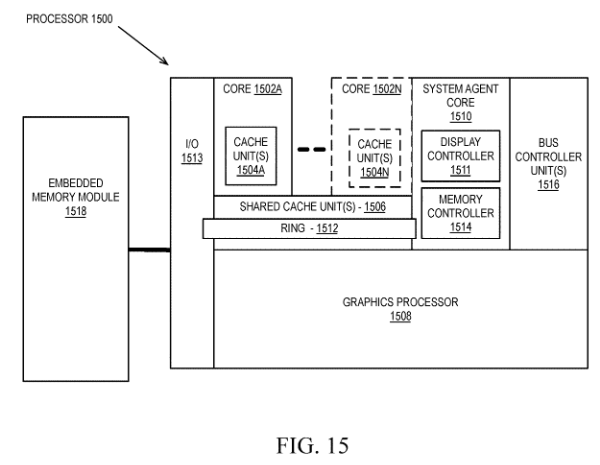 PROCESSOR 1500
EMBEDDED
MEMORY MODULE
1518
I/O
1513
CORE 1502A
CACHE
UNIT(S)
1504A
CORE 1502N
CACHE
UNIT(S)
1504N
SYSTEM AGENT
CORE
1510
DISPLAY
CONTROLLER
1511
MEMORY
CONTROLLER
1514
BUS
CONTROLLER
UNIT(S)
1516
SHARED CACHE UNIT(S) - 1506
RING - 1512
GRAPHICS PROCESSOR
1508
FIG. 15